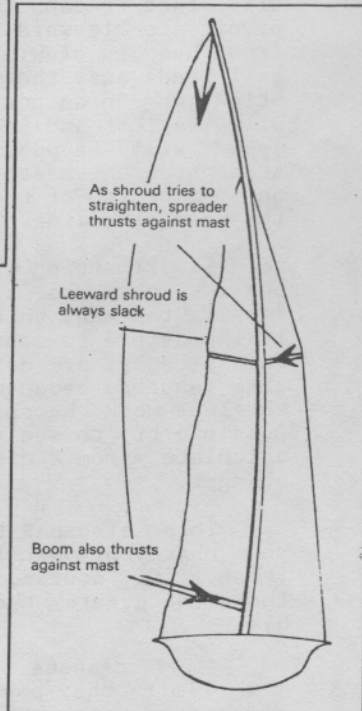 As shroud tries to
straighten, spreader
thrusts against mast
Leeward shroud is
always slack
Boom also thrusts
against mast